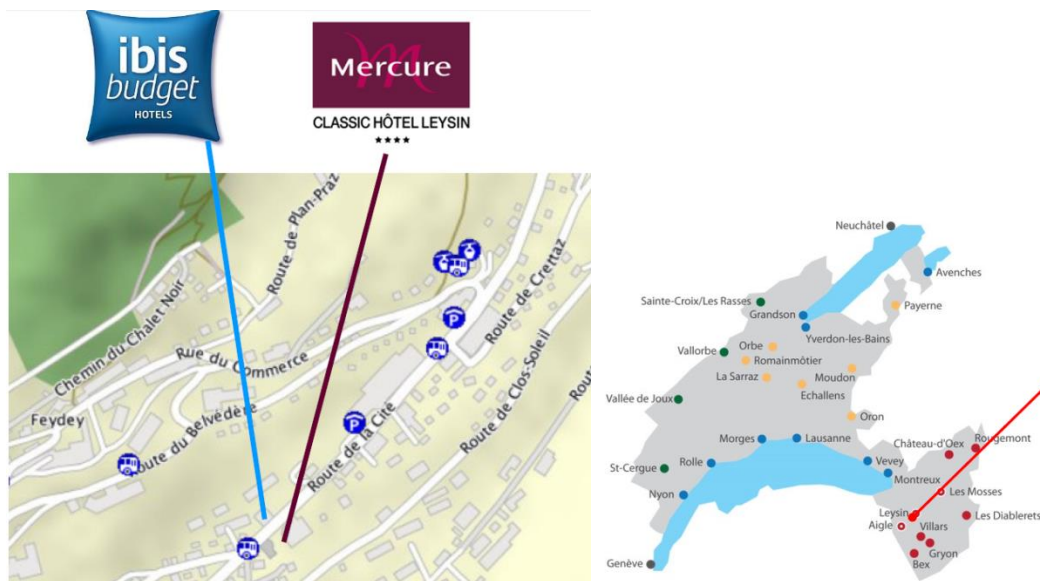 ibis
budget
HOTELS
Mercure
CLASSIC HÔTEL LEYSIN
Route de Plan-Praz
Chemin du Chalet Noir
Rue du Commerce
Feydey
Route du Belvédère
Route de la Cité
Route de Crettaz
Route de Clos-Soleil
Route
P
P
Neuchâtel
Avenches
Sainte-Croix/Les Rasses
Payerne
Grandson
Yverdon-les-Bains
Orbe
Vallorbe
Romainmôtier
La Sarraz
Moudon
Echallens
Vallée de Joux
Oron
Morges
Lausanne
Château-d'Oex
Rougemont
St-Cergue
Rolle
Vevey
Montreux
Nyon
Les Mosses
Leysin
Les Diablerets
Aigle
Villars
Gryon
Bex
Genève